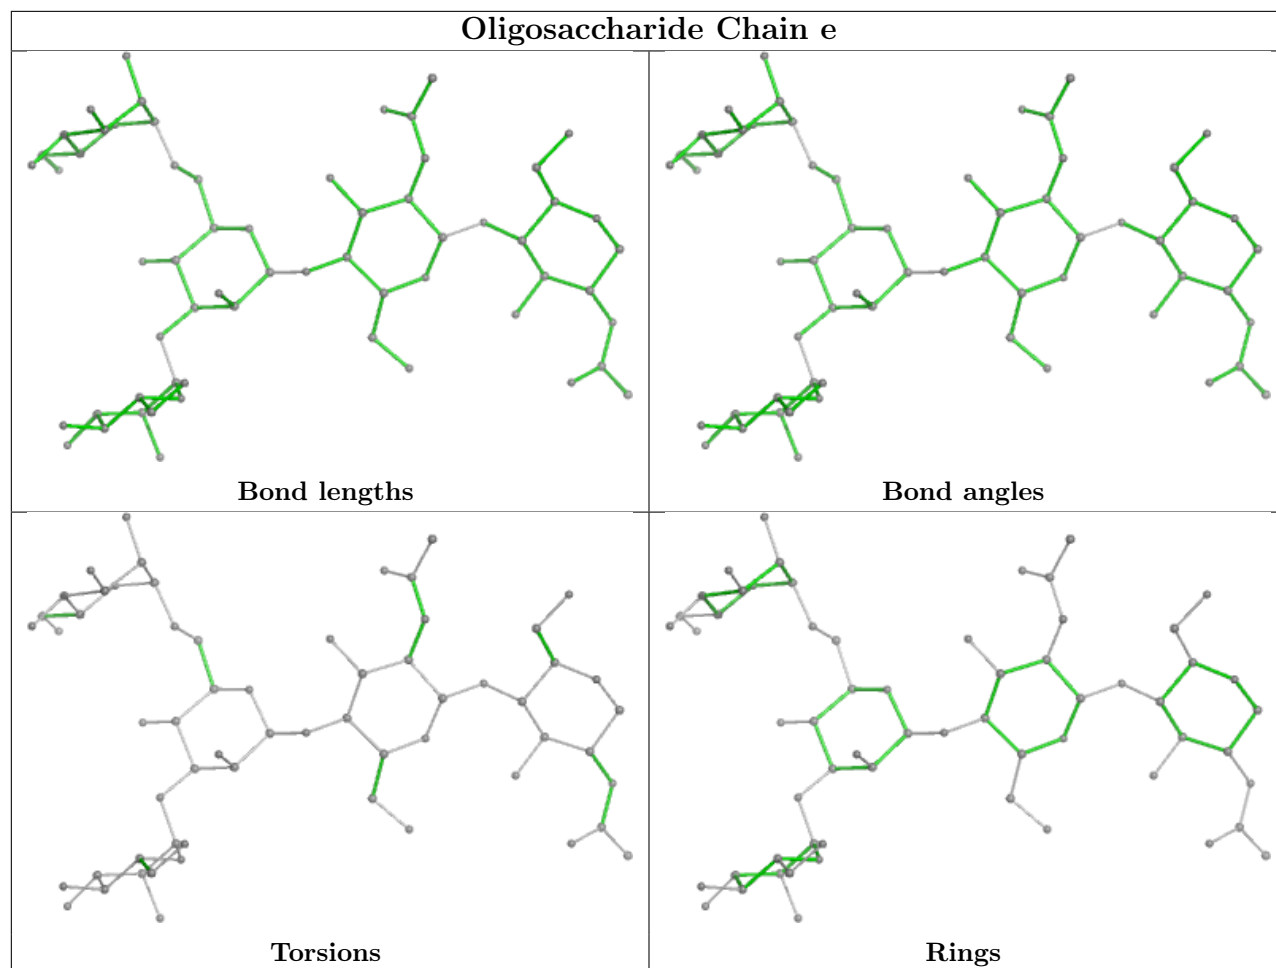 Oligosaccharide Chain e
Bond lengths
Bond angles
Torsions
Rings